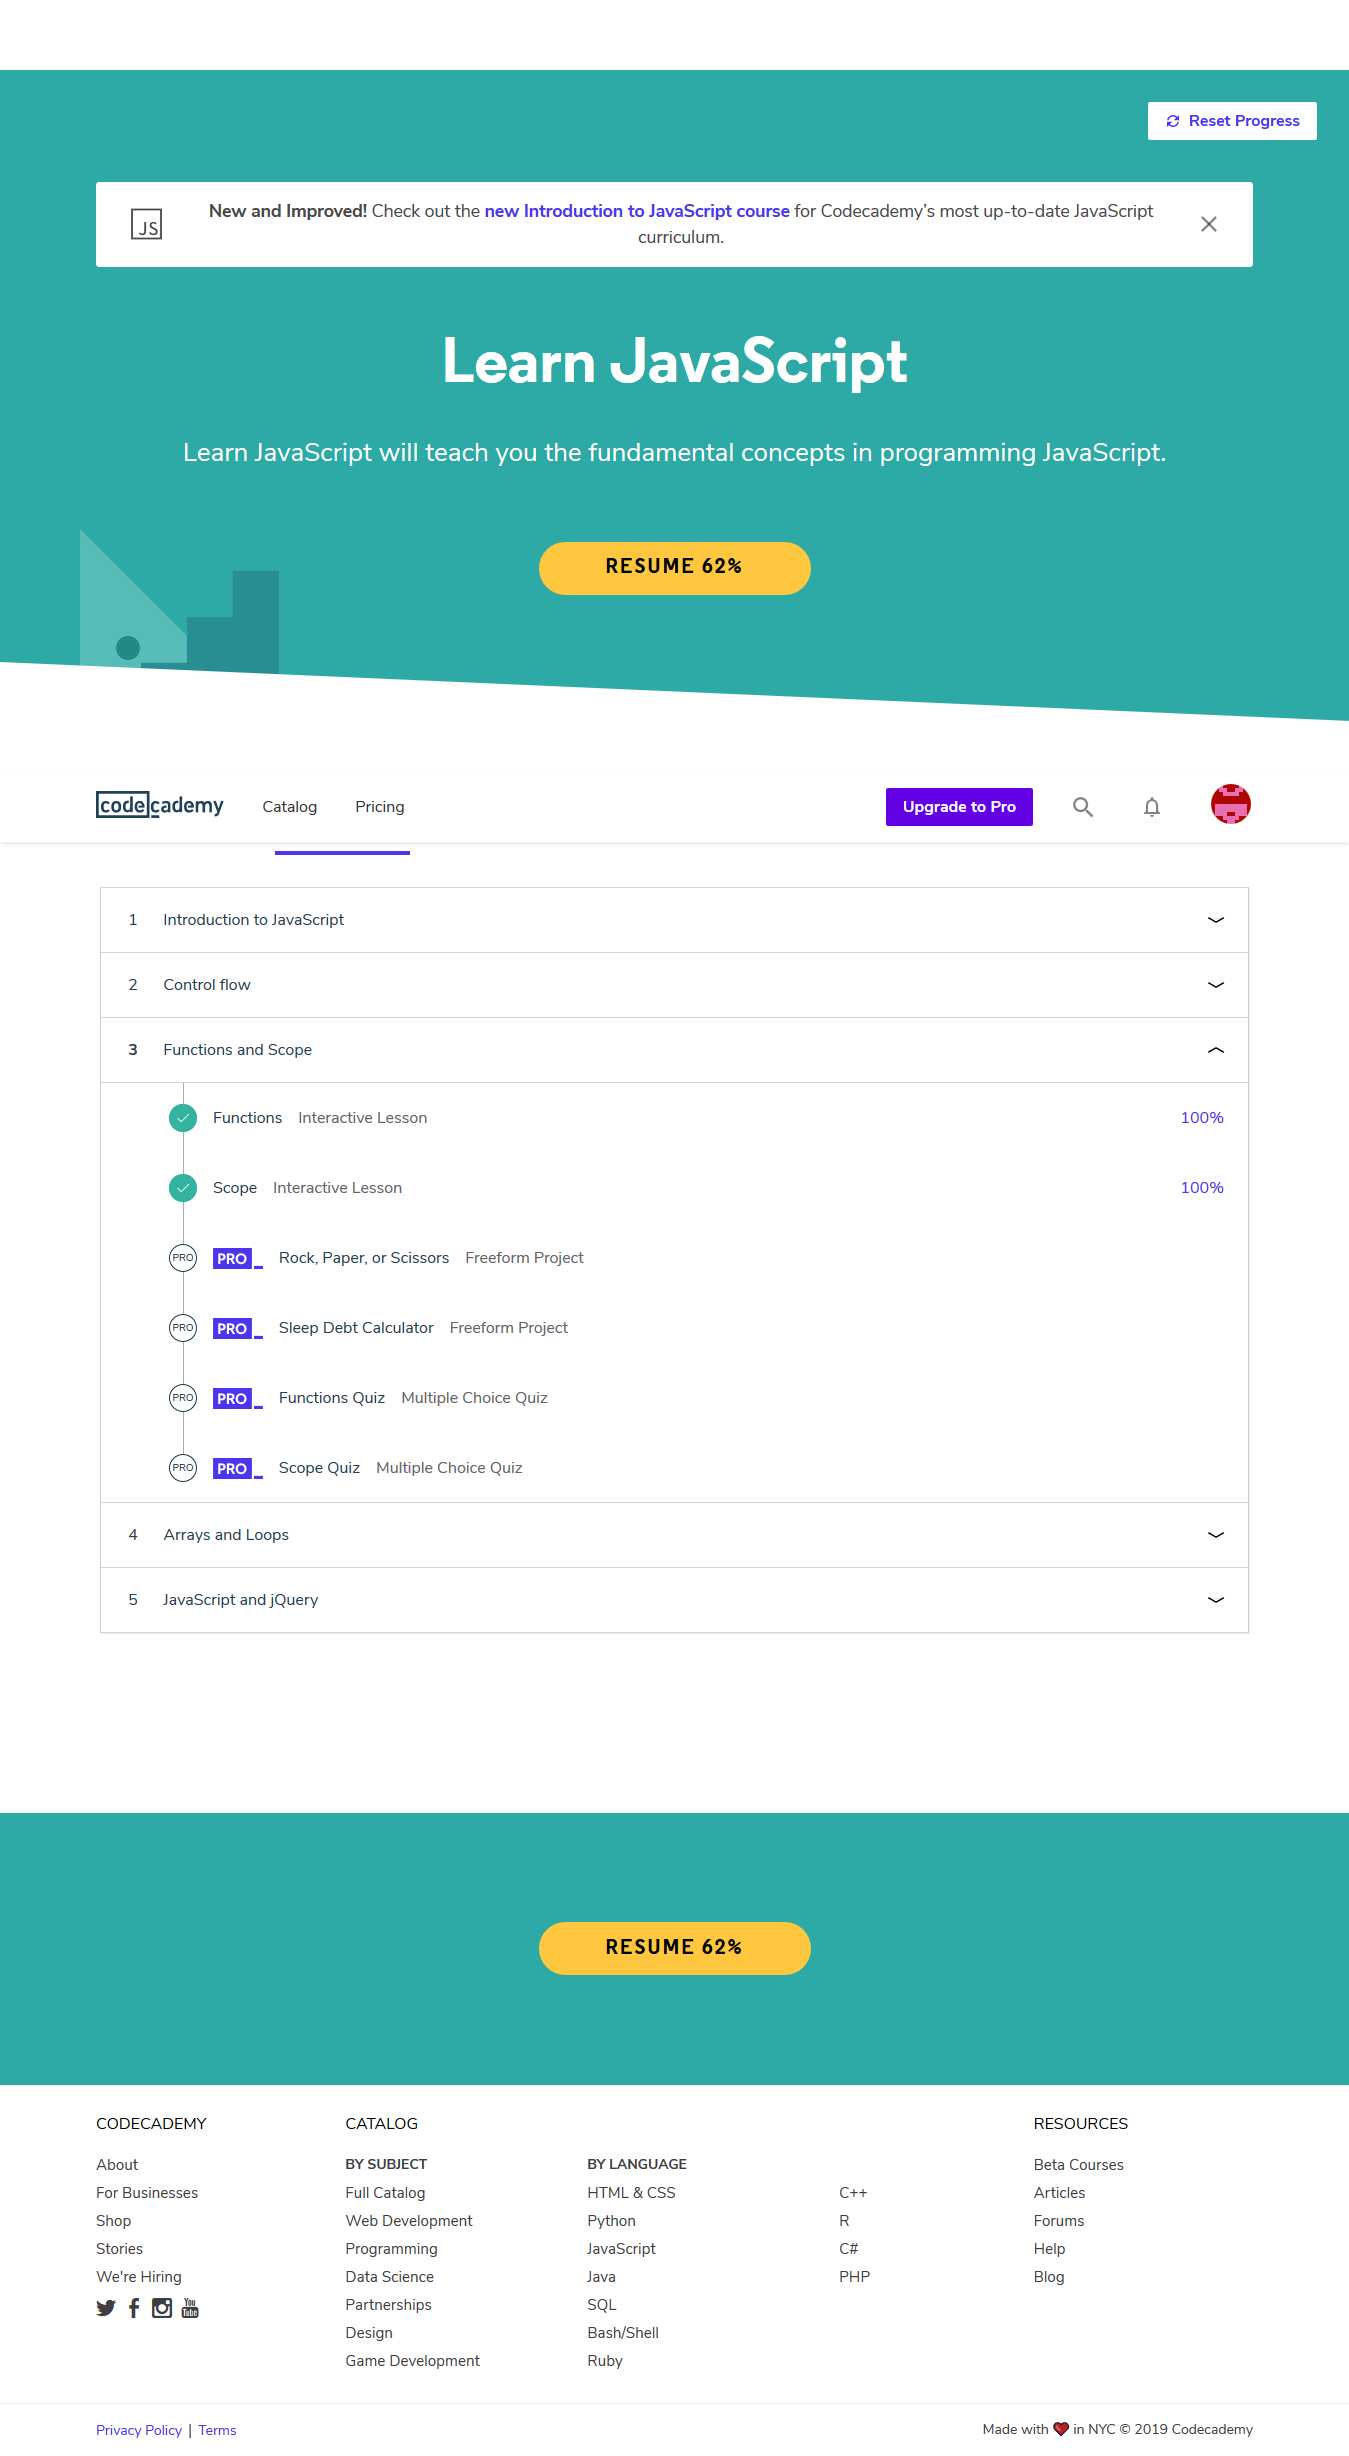 Reset Progress
JS
New and Improved! Check out the new Introduction to JavaScript course for Codecademy's most up-to-date JavaScript
curriculum.
Learn JavaScript
Learn JavaScript will teach you the fundamental concepts in programming JavaScript.
RESUME 62%
codecademy Catalog Pricing Upgrade to Pro
1 Introduction to JavaScript
2 Control flow
3 Functions and Scope
Functions Interactive Lesson 100%
Scope Interactive Lesson 100%
PRO PRO_ Rock, Paper, or Scissors Freeform Project
PRO PRO_ Sleep Debt Calculator Freeform Project
PRO PRO_ Functions Quiz Multiple Choice Quiz
PRO PRO_ Scope Quiz Multiple Choice Quiz
4 Arrays and Loops
5 JavaScript and jQuery
RESUME 62%
CODECADEMY
About
For Businesses
Shop
Stories
We're Hiring
You Tube
CATALOG
BY SUBJECT
Full Catalog
Web Development
Programming
Data Science
Partnerships
Design
Game Development
BY LANGUAGE
HTML & CSS
Python
JavaScript
Java
SQL
Bash/Shell
Ruby
C++
R
C#
PHP
RESOURCES
Beta Courses
Articles
Forums
Help
Blog
Privacy Policy | Terms
Made with ❤ in NYC © 2019 Codecademy